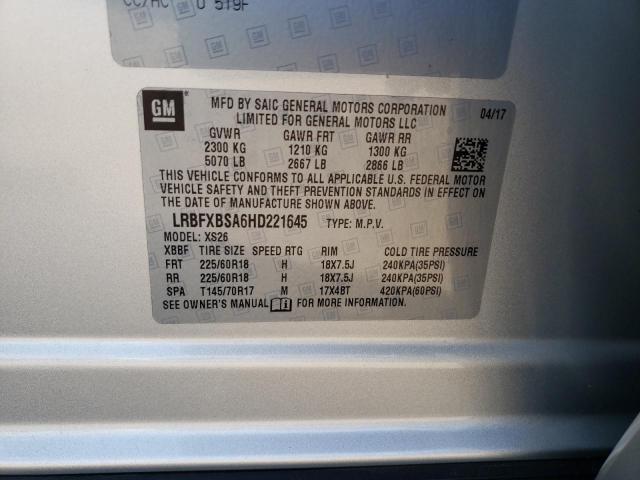 GM
MFD BY SAIC GENERAL MOTORS CORPORATION 04/17
LIMITED FOR GENERAL MOTORS LLC
GVWR GAWR FRT GAWR RR
2300 KG 1210 KG 1300 KG
5070 LB 2667 LB 2866 LB
THIS VEHICLE CONFORMS TO ALL APPLICABLE U.S. FEDERAL MOTOR
VEHICLE SAFETY AND THEFT PREVENTION STANDARDS IN EFFECT ON
THE DATE OF MANUFACTURE SHOWN ABOVE.
LRBFXBSA6HD221645 TYPE: M.P.V.
MODEL: XS26
XBBF TIRE SIZE SPEED RTG RIM COLD TIRE PRESSURE
FRT 225/60R18 H 18X7.5J 240KPA(35PSI)
RR 225/60R18 H 18X7.5J 240KPA(35PSI)
SPA T145/70R17 M 17X4BT 420KPA(60PSI)
SEE OWNER'S MANUAL FOR MORE INFORMATION.